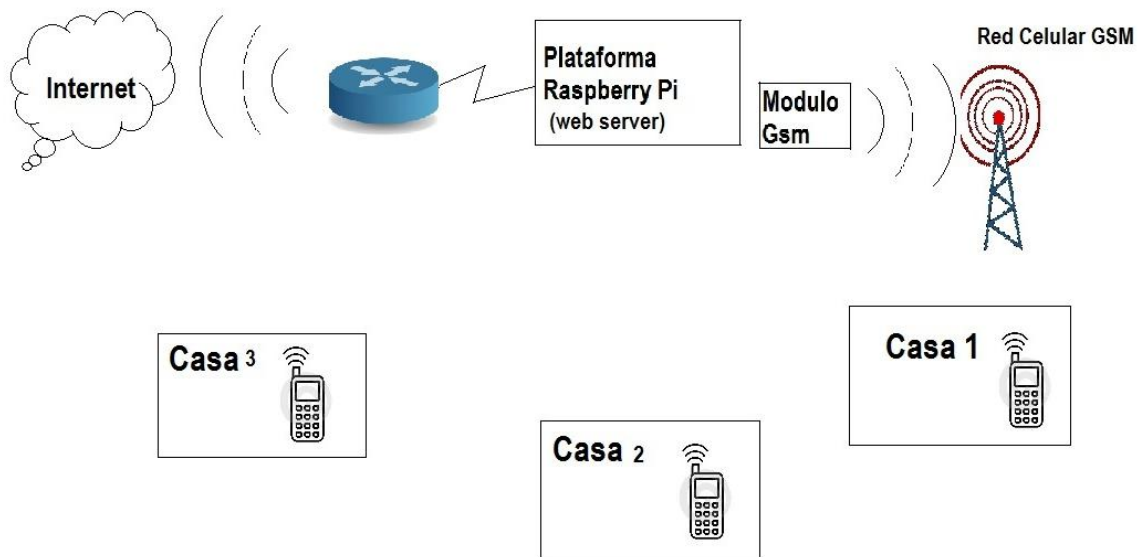 Internet
Plataforma
Raspberry Pi
(web server)
Modulo
Gsm
Red Celular GSM
Casa 3
Casa 2
Casa 1